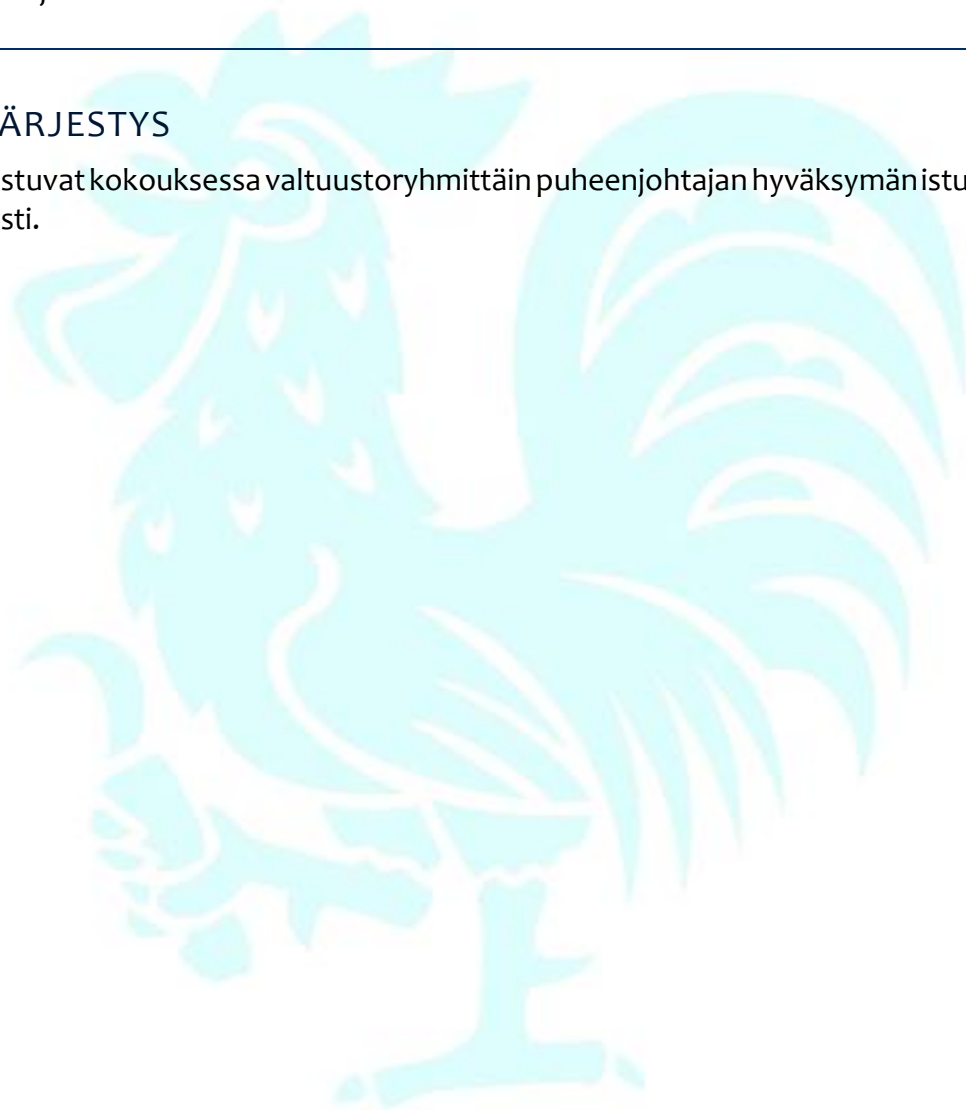 ÄRJESTYS
stuvat kokouksessa valtuustoryhmittäin puheenjohtajan hyväksymän istu
sti.